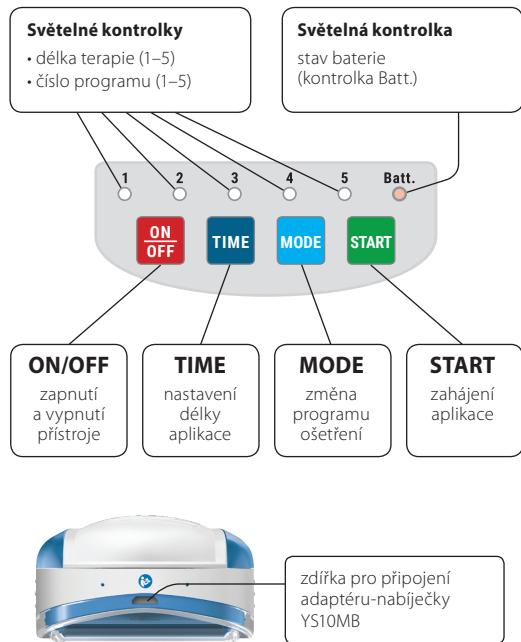 Světelné kontrolky
• délka terapie (1–5)
• číslo programu (1–5)
Světelná kontrolka
stav baterie
(kontrolka Batt.)
1 2 3 4 5 Batt.
ON
OFF
TIME
MODE
START
ON/OFF
zapnutí
a vypnutí
přístroje
TIME
nastavení
délky
aplikace
MODE
změna
programu
ošetření
START
zahájení
aplikace
zdířka pro připojení
adaptéru-nabíječky
YS10MB